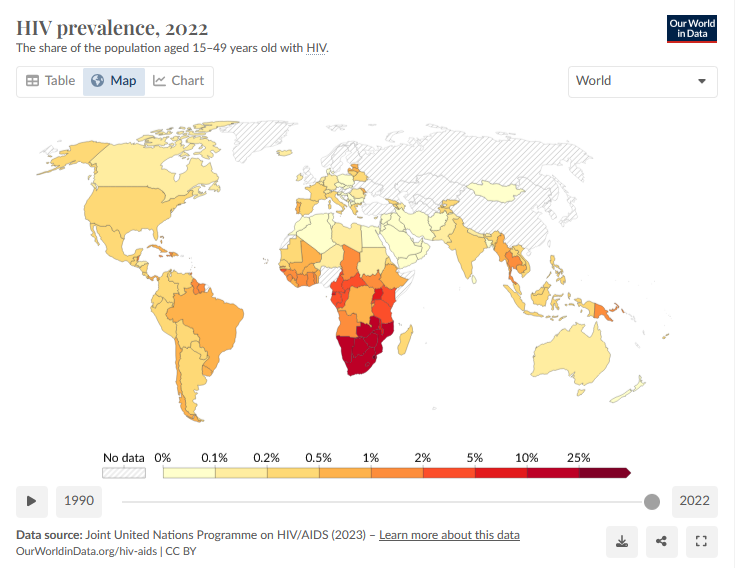 HIV prevalence, 2022
The share of the population aged 15–49 years old with HIV.
Our World
in Data
Table Map Chart
World
No data 0% 0.1% 0.2% 0.5% 1% 2% 5% 10% 25%
1990 2022
Data source: Joint United Nations Programme on HIV/AIDS (2023) – Learn more about this data
OurWorldinData.org/hiv-aids | CC BY